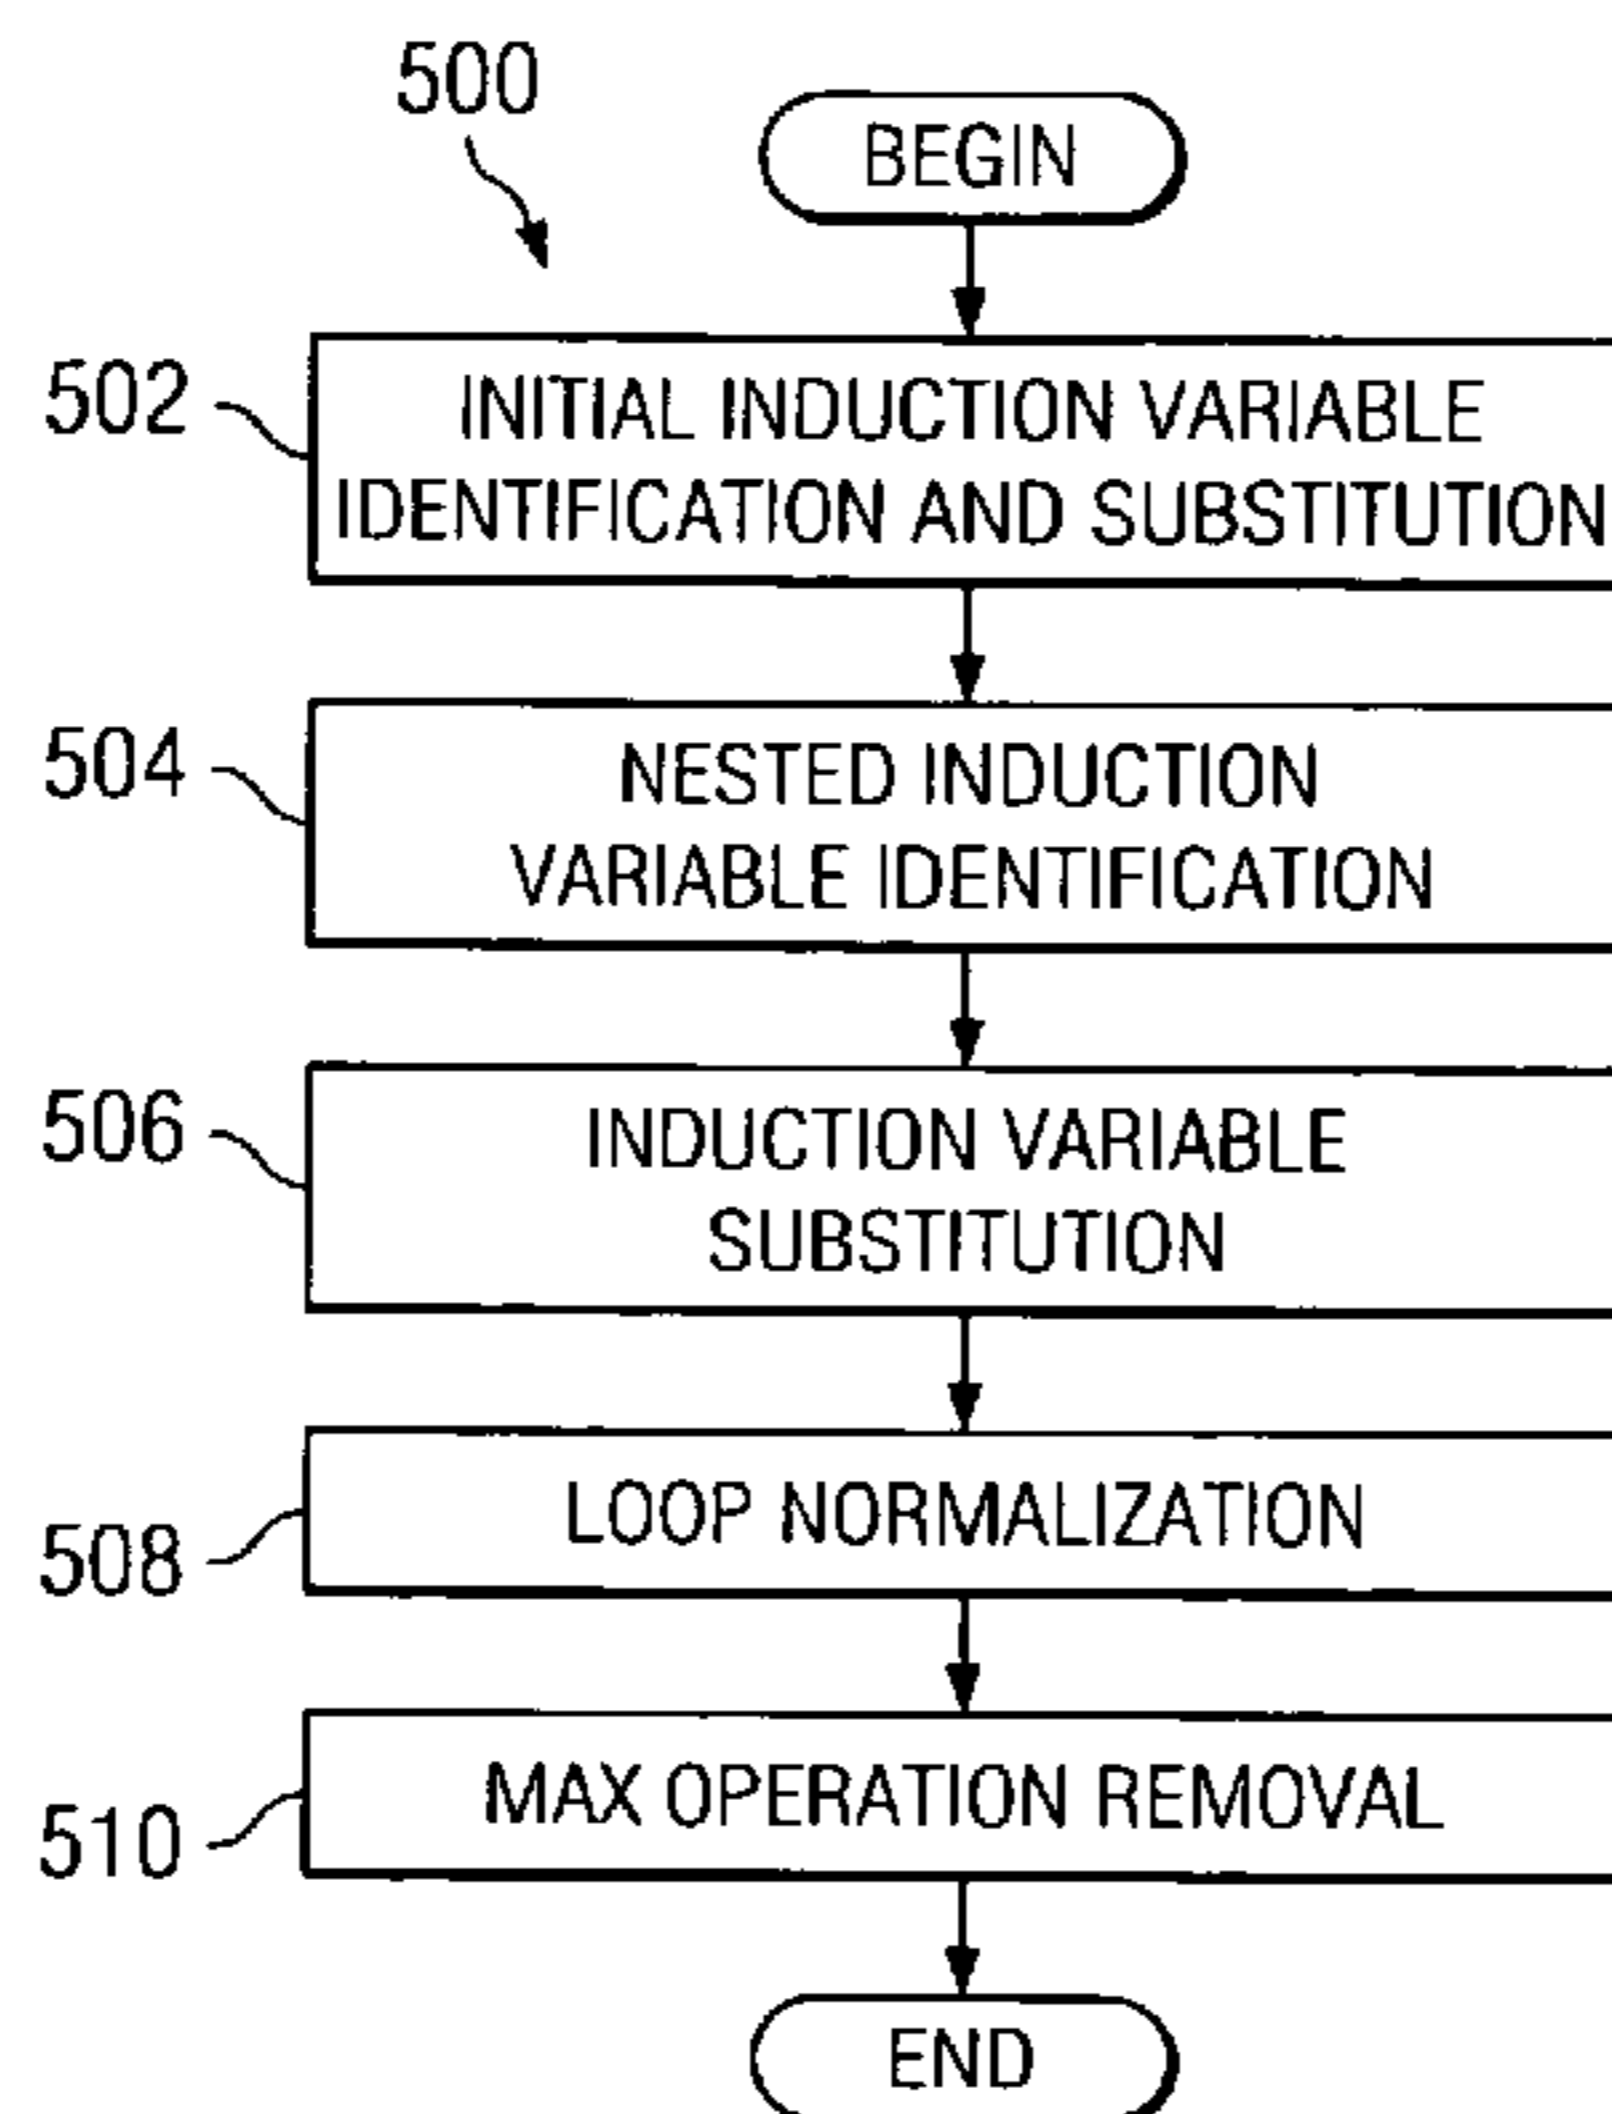 500
BEGIN
502
INITIAL INDUCTION VARIABLE
IDENTIFICATION AND SUBSTITUTION
504
NESTED INDUCTION
VARIABLE IDENTIFICATION
506
INDUCTION VARIABLE
SUBSTITUTION
508
LOOP NORMALIZATION
510
MAX OPERATION REMOVAL
END